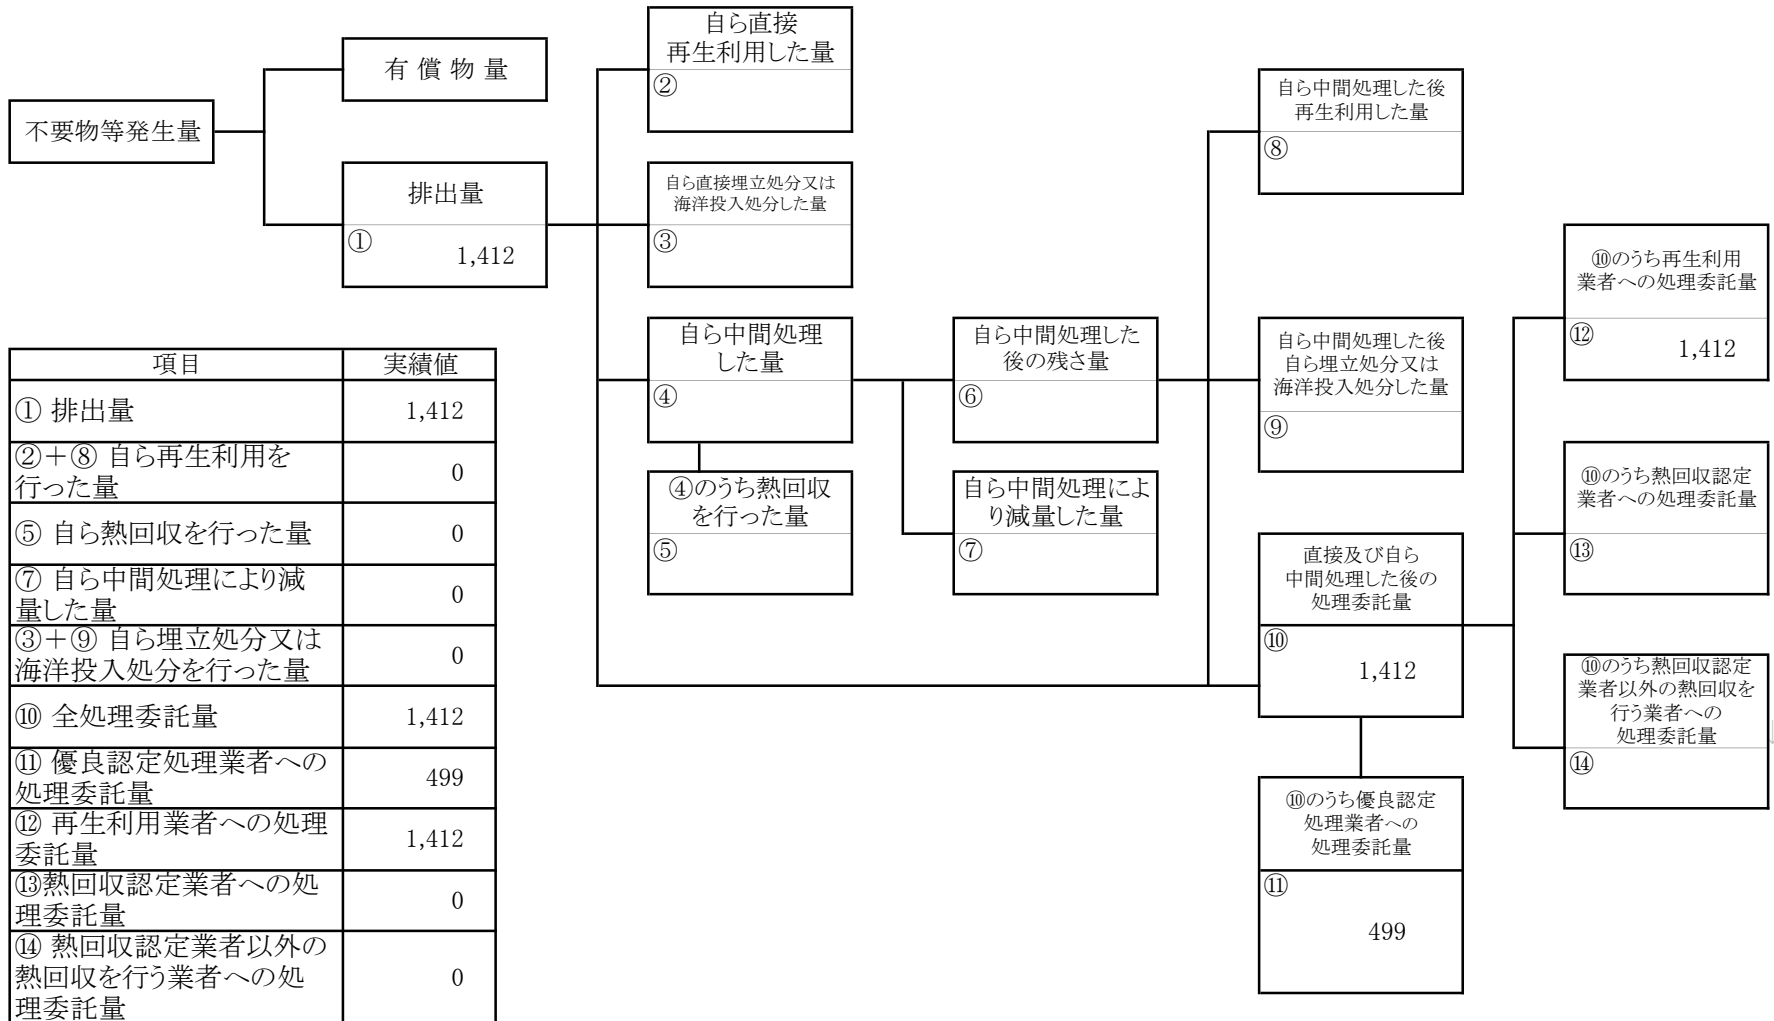 不要物等発生量
有償物量
排出量
①
1,412
自ら直接
再生利用した量
②
自ら直接埋立処分又は
海洋投入処分した量
③
自ら中間処理
した量
④
④のうち熱回収
を行った量
⑤
自ら中間処理した
後の残さ量
⑥
自ら中間処理によ
り減量した量
⑦
自ら中間処理した後
再生利用した量
⑧
自ら中間処理した後
自ら埋立処分又は
海洋投入処分した量
⑨
直接及び自ら
中間処理した後の
処理委託量
⑩
1,412
⑩のうち優良認定
処理業者への
処理委託量
⑪
499
⑩のうち再生利用
業者への処理委託量
⑫
1,412
⑩のうち熱回収認定
業者への処理委託量
⑬
⑩のうち熱回収認定
業者以外の熱回収を
行う業者への
処理委託量
⑭
項目 実績値
① 排出量 1,412
②＋⑧ 自ら再生利用を
行った量 0
⑤ 自ら熱回収を行った量 0
⑦ 自ら中間処理により減
量した量 0
③＋⑨ 自ら埋立処分又は
海洋投入処分を行った量 0
⑩ 全処理委託量 1,412
⑪ 優良認定処理業者への
処理委託量 499
⑫ 再生利用業者への処理
委託量 1,412
⑬熱回収認定業者への処
理委託量 0
⑭ 熱回収認定業者以外の
熱回収を行う業者への処
理委託量 0